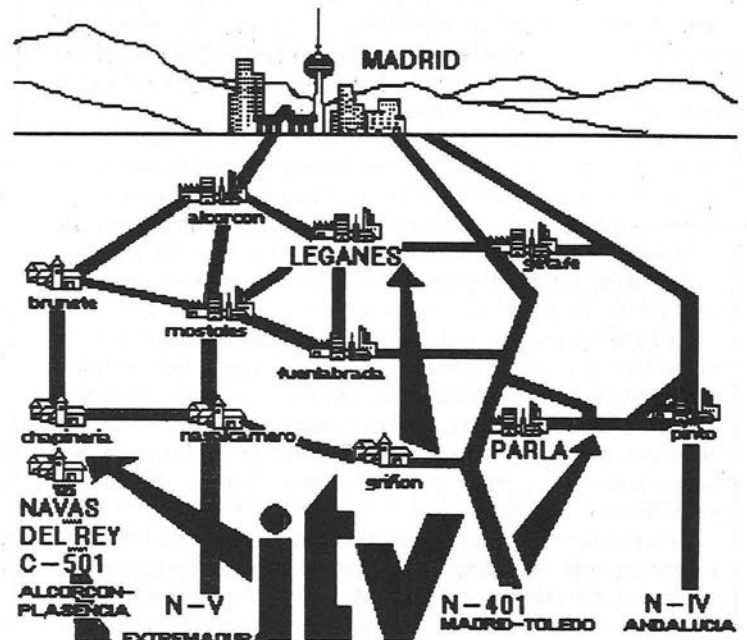 MADRID
alcorcon
LEGANES
getafe
brunete
mostoles
fuenlabrada
chapineria
navalcarnero
griñon
PARLA
pinto
NAVAS
DEL REY
C-501
ALCORCON-
PLASENCIA
itv
N-V
EXTREMADURA
N-401
MADRID-TOLEDO
N-IV
ANDALUCIA